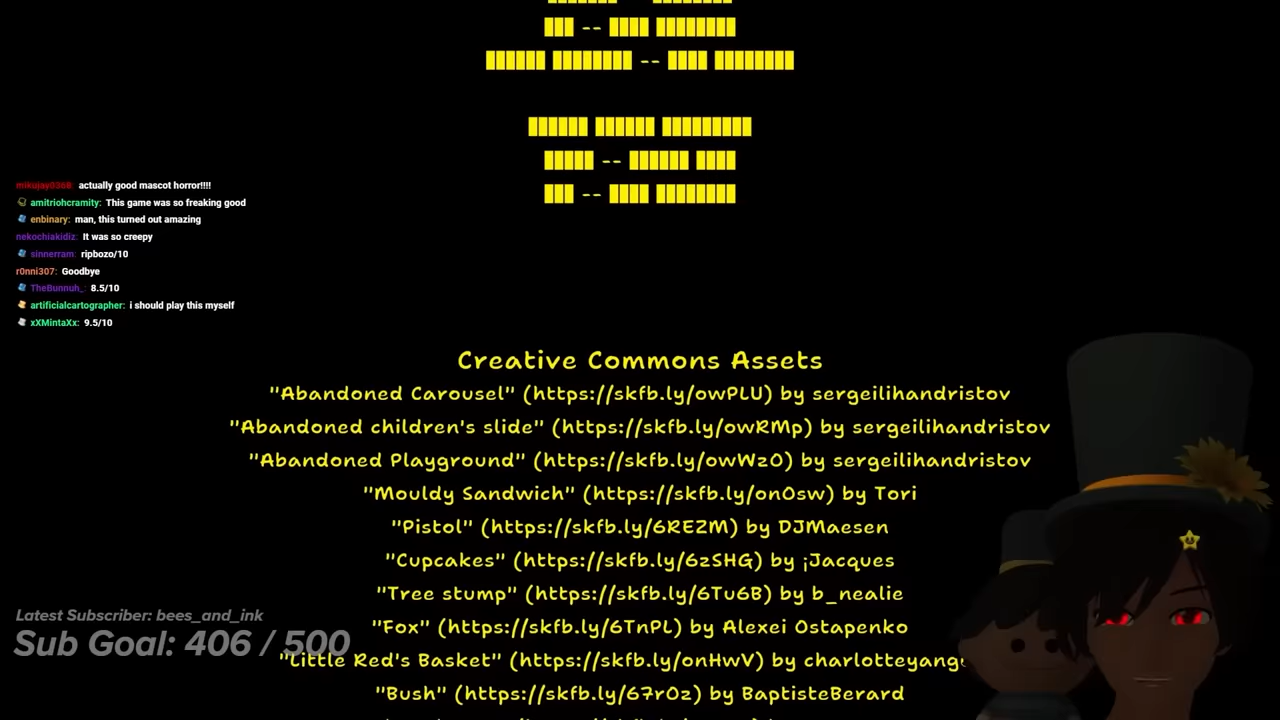 mikujay0368: actually good mascot horror!!!!
amitriohcramity: This game was so freaking good
enbinary: man, this turned out amazing
nekochiakidiz: It was so creepy
sinnerram: ripbozo/10
r0nni307: Goodbye
TheBunnuh_: 8.5/10
artificialcartographer: i should play this myself
xXMintaXx: 9.5/10
Creative Commons Assets
"Abandoned Carousel" (https://skfb.ly/owPLU) by sergeilihandristov
"Abandoned children's slide" (https://skfb.ly/owRMp) by sergeilihandristov
"Abandoned Playground" (https://skfb.ly/owWzO) by sergeilihandristov
"Mouldy Sandwich" (https://skfb.ly/onOsw) by Tori
"Pistol" (https://skfb.ly/6REZM) by DJMaesen
"Cupcakes" (https://skfb.ly/6zSHG) by ¡Jacques
"Tree stump" (https://skfb.ly/6Tu6B) by b_nealie
"Fox" (https://skfb.ly/6TnPL) by Alexei Ostapenko
"Little Red's Basket" (https://skfb.ly/onHwV) by charlotteyang
"Bush" (https://skfb.ly/67rOz) by BaptisteBerard
Latest Subscriber: bees_and_ink
Sub Goal: 406 / 500